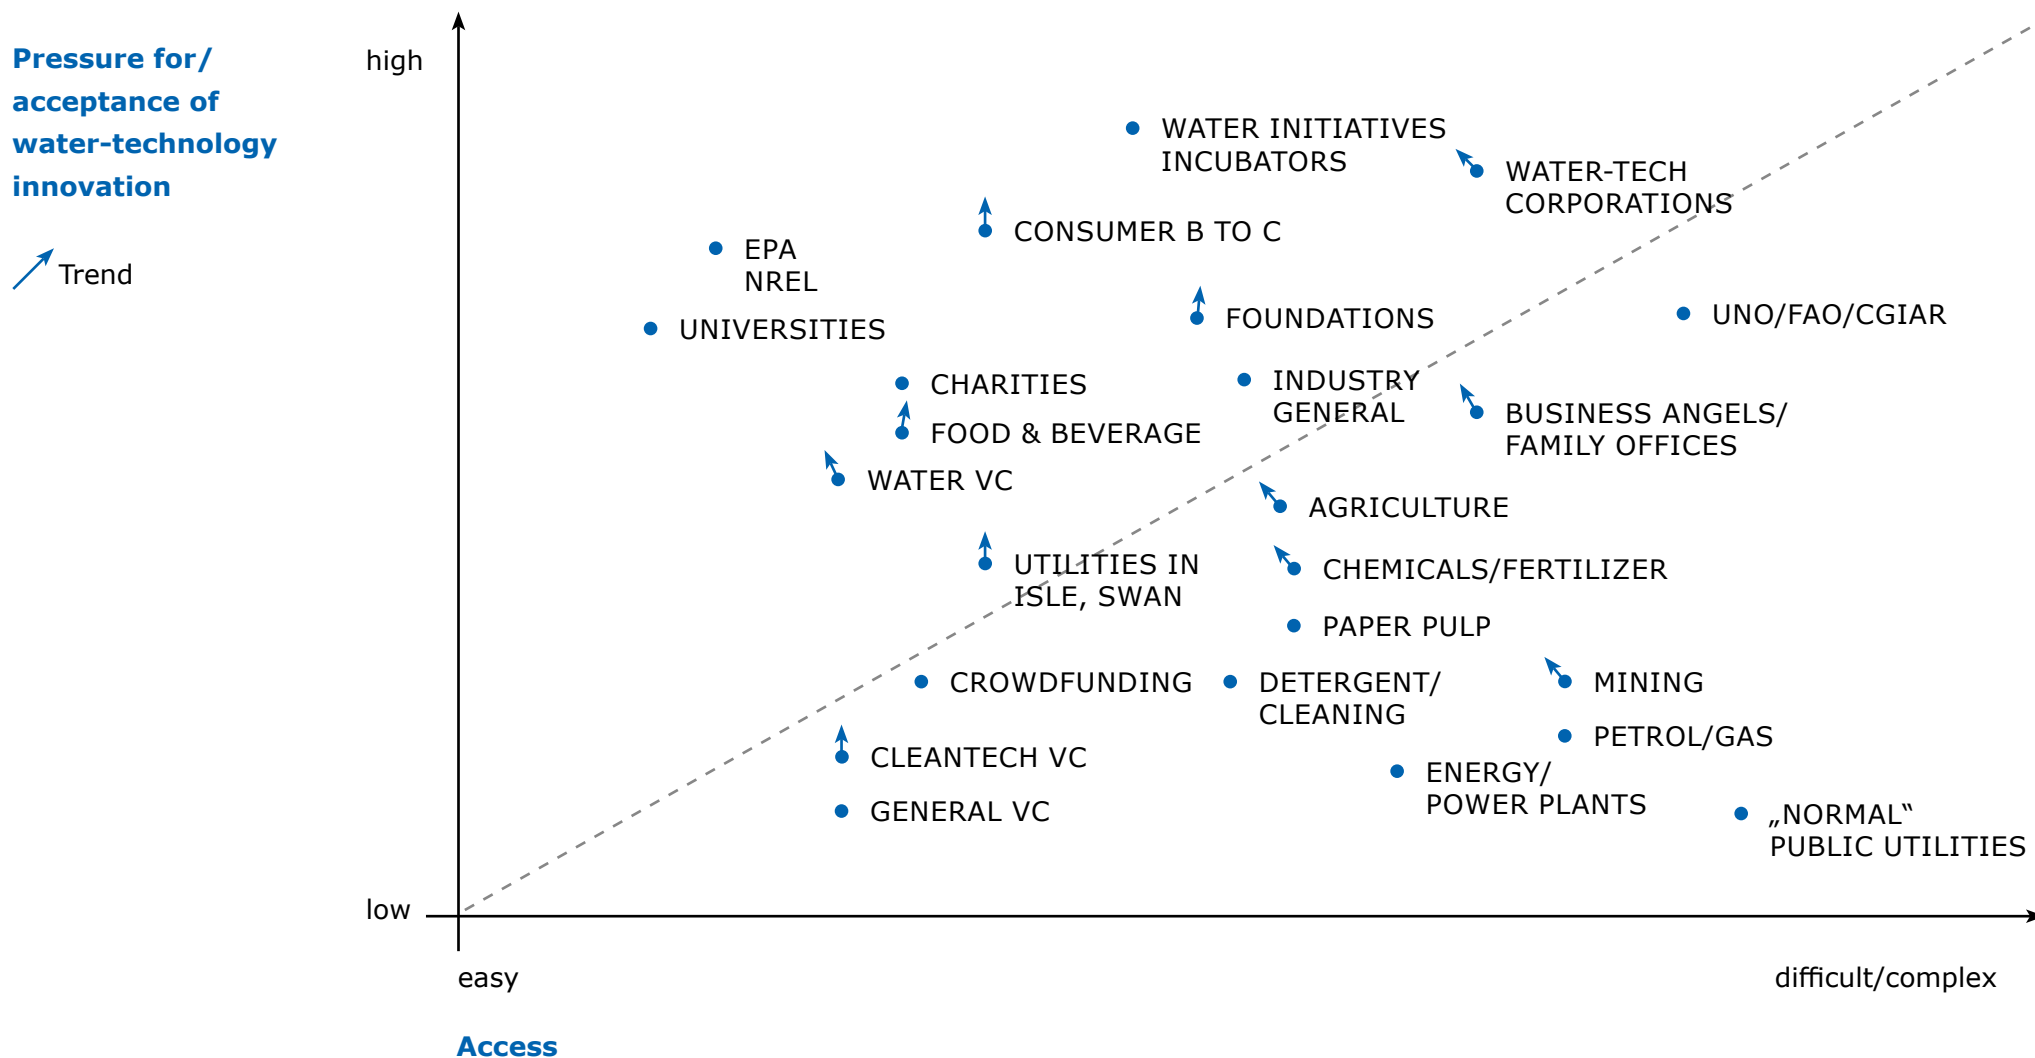 Pressure for/
acceptance of
water-technology
innovation
Trend
high
low
WATER INITIATIVES
INCUBATORS
WATER-TECH
CORPORATIONS
CONSUMER B TO C
EPA
NREL
UNIVERSITIES
FOUNDATIONS
UNO/FAO/CGIAR
CHARITIES
INDUSTRY
GENERAL
FOOD & BEVERAGE
BUSINESS ANGELS/
FAMILY OFFICES
WATER VC
AGRICULTURE
UTILITIES IN
ISLE, SWAN
CHEMICALS/FERTILIZER
PAPER PULP
CROWDFUNDING
DETERGENT/
CLEANING
MINING
CLEANTECH VC
PETROL/GAS
ENERGY/
POWER PLANTS
GENERAL VC
„NORMAL“
PUBLIC UTILITIES
easy
difficult/complex
Access